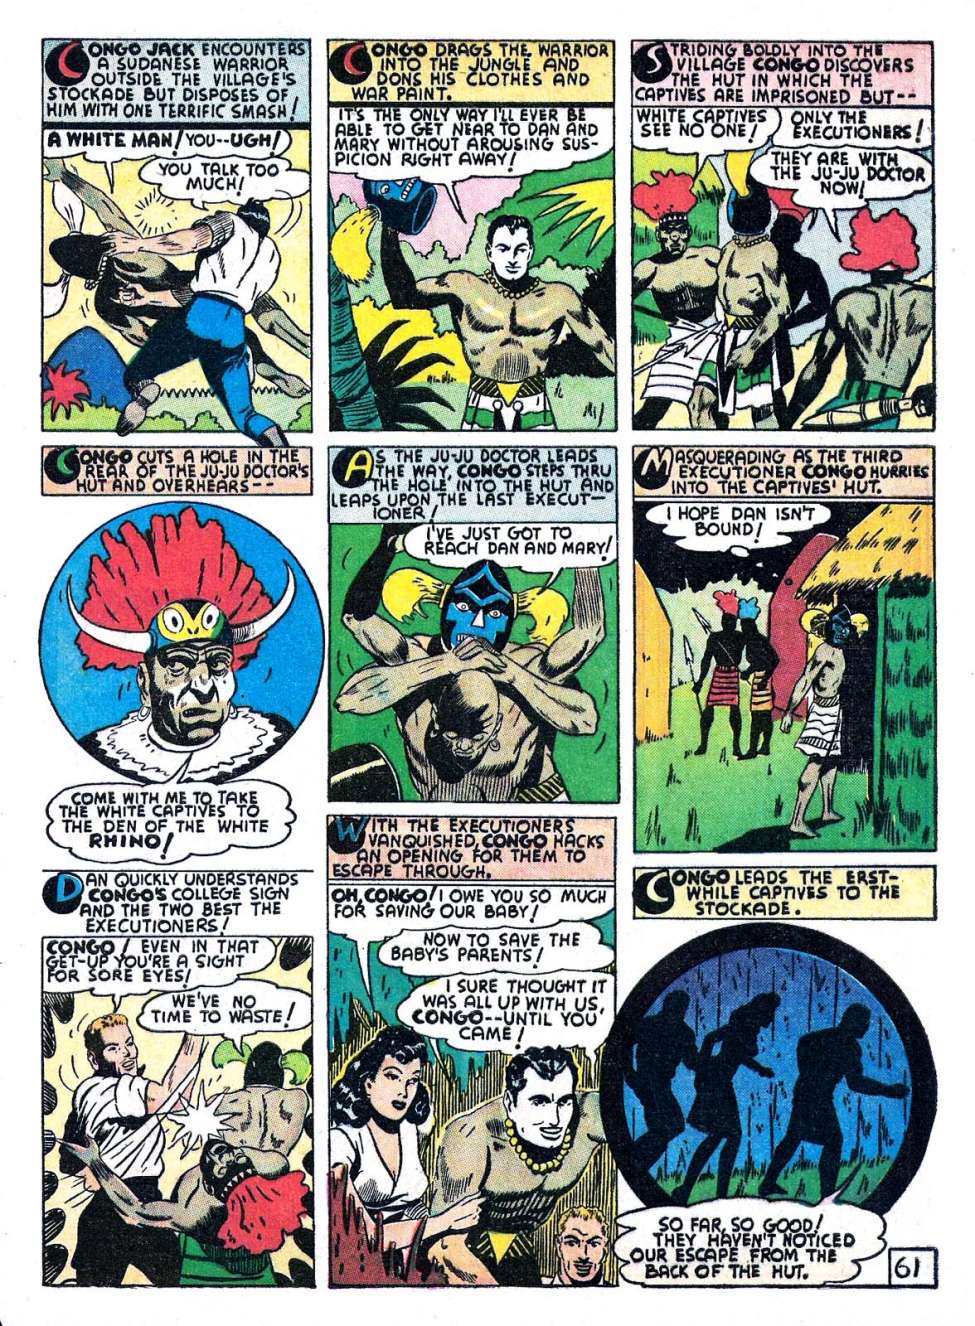 CONGO JACK ENCOUNTERS
A SUDANESE WARRIOR
OUTSIDE THE VILLAGE'S
STOCKADE BUT DISPOSES OF
HIM WITH ONE TERRIFIC SMASH!
A WHITE MAN! YOU--UGH!
YOU TALK TOO
MUCH!
CONGO DRAGS THE WARRIOR
INTO THE JUNGLE AND
DONS HIS CLOTHES AND
WAR PAINT.
IT'S THE ONLY WAY I'LL EVER BE
ABLE TO GET NEAR TO DAN AND
MARY WITHOUT AROUSING SUS-
PICION RIGHT AWAY!
STRIDING BOLDLY INTO THE
VILLAGE CONGO DISCOVERS
THE HUT IN WHICH THE
CAPTIVES ARE IMPRISONED BUT--
WHITE CAPTIVES
SEE NO ONE!
ONLY THE
EXECUTIONERS!
THEY ARE WITH
THE JU-JU DOCTOR
NOW!
CONGO CUTS A HOLE IN THE
REAR OF THE JU-JU DOCTOR'S
HUT AND OVERHEARS--
COME WITH ME TO TAKE
THE WHITE CAPTIVES TO
THE DEN OF THE WHITE
RHINO!
AS THE JU-JU DOCTOR LEADS
THE WAY, CONGO STEPS THRU
THE HOLE, INTO THE HUT AND
LEAPS UPON THE LAST EXECUT-
IONER!
I'VE JUST GOT TO
REACH DAN AND MARY!
MASQUERADING AS THE THIRD
EXECUTIONER CONGO HURRIES
INTO THE CAPTIVES' HUT.
I HOPE DAN ISN'T
BOUND!
DAN QUICKLY UNDERSTANDS
CONGO'S COLLEGE SIGN
AND THE TWO BEST THE
EXECUTIONERS!
CONGO! EVEN IN THAT
GET-UP YOU'RE A SIGHT
FOR SORE EYES!
WE'VE NO
TIME TO WASTE!
WITH THE EXECUTIONERS
VANQUISHED, CONGO HACKS
AN OPENING FOR THEM TO
ESCAPE THROUGH.
OH, CONGO! I OWE YOU SO MUCH
FOR SAVING OUR BABY!
NOW TO SAVE THE
BABY'S PARENTS!
I SURE THOUGHT IT
WAS ALL UP WITH US,
CONGO--UNTIL YOU
CAME!
CONGO LEADS THE ERST-
WHILE CAPTIVES TO THE
STOCKADE.
SO FAR, SO GOOD!
THEY HAVEN'T NOTICED
OUR ESCAPE FROM THE
BACK OF THE HUT.
61